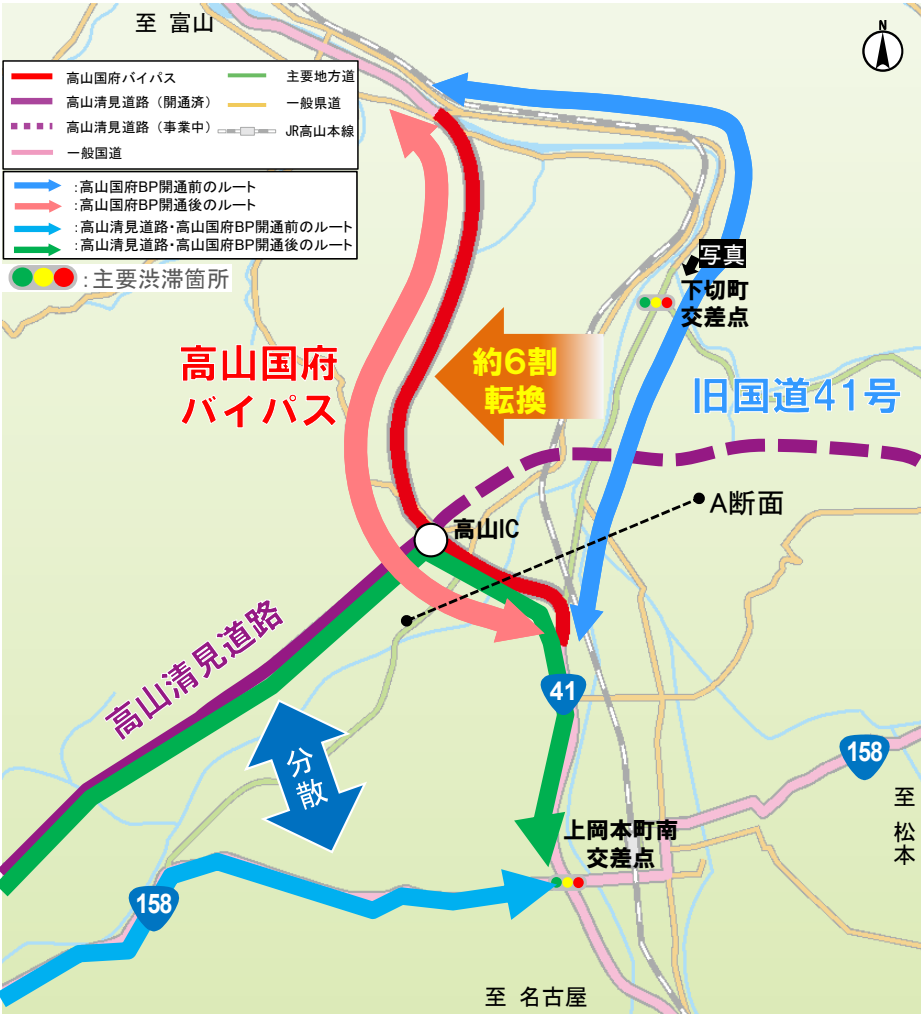 至 富山
N
高山国府バイパス
主要地方道
高山清見道路（開通済）
一般県道
高山清見道路（事業中）
JR高山本線
一般国道
:高山国府BP開通前のルート
:高山国府BP開通後のルート
:高山清見道路・高山国府BP開通前のルート
:高山清見道路・高山国府BP開通後のルート
:主要渋滞箇所
写真
下切町
交差点
高山国府
バイパス
約6割
転換
旧国道41号
A断面
高山IC
高山清見道路
41
分散
158
至 松本
上岡本町南
交差点
158
至 名古屋